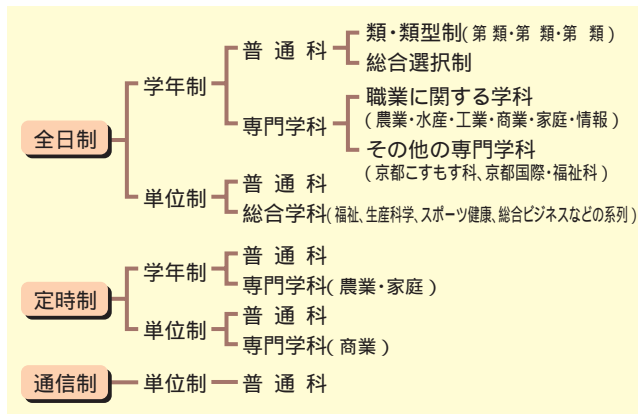 普通科
類・類型制(第 類・第 類・第 類)
総合選択制
学年制
専門学科
職業に関する学科
(農業・水産・工業・商業・家庭・情報)
その他の専門学科
(京都こすもす科、京都国際・福祉科)
全日制
単位制
普通科
総合学科(福祉、生産科学、スポーツ健康、総合ビジネスなどの系列)
定時制
学年制
普通科
専門学科(農業・家庭)
単位制
普通科
専門学科(商業)
通信制
単位制
普通科